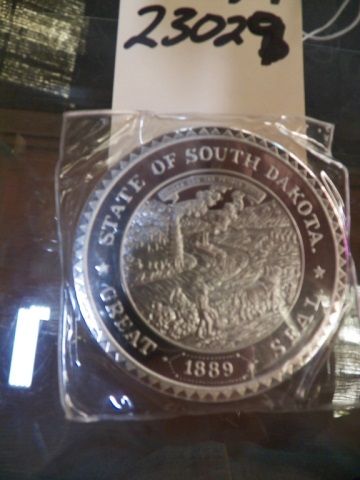 23029
STATE OF SOUTH DAKOTA.
GREAT SEAL
1889